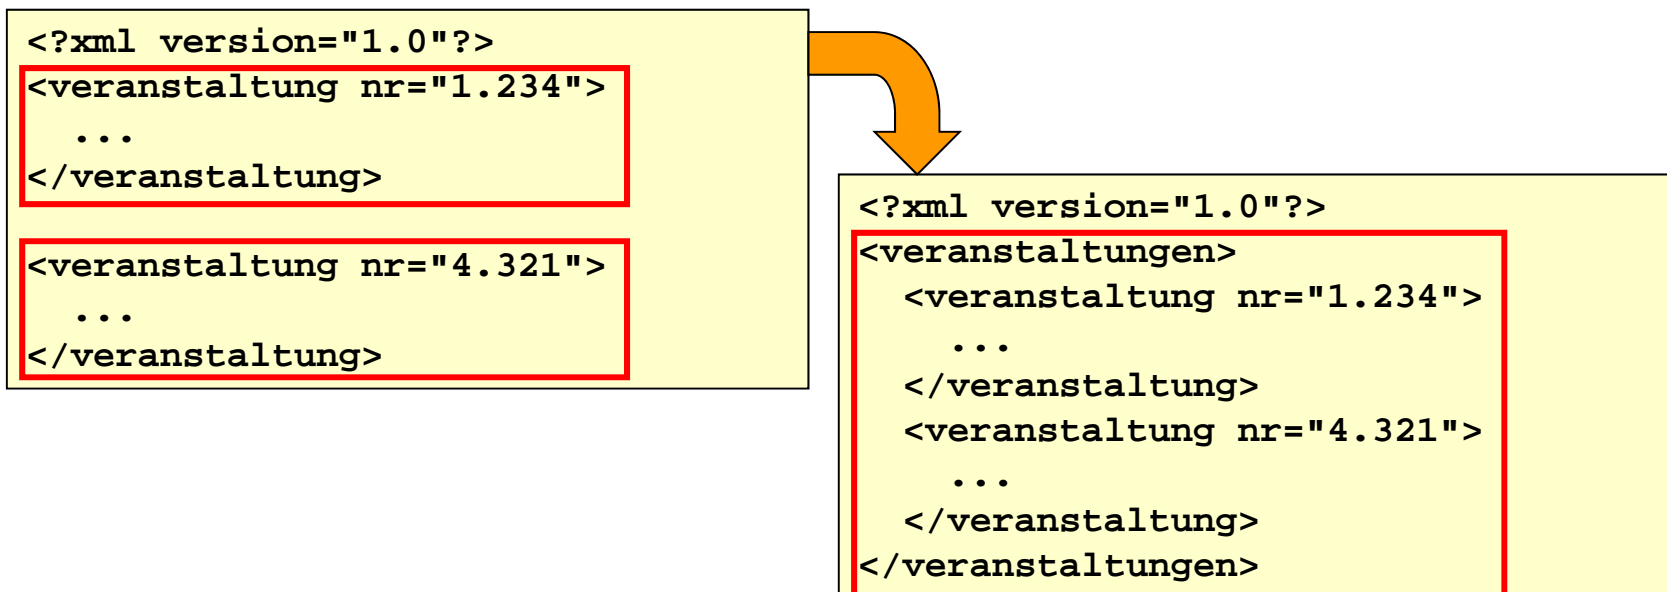 <?xml version="1.0"?>
<veranstaltung nr="1.234">
  ...
</veranstaltung>
<veranstaltung nr="4.321">
  ...
</veranstaltung>
<?xml version="1.0"?>
<veranstaltungen>
  <veranstaltung nr="1.234">
    ...
  </veranstaltung>
  <veranstaltung nr="4.321">
    ...
  </veranstaltung>
</veranstaltungen>